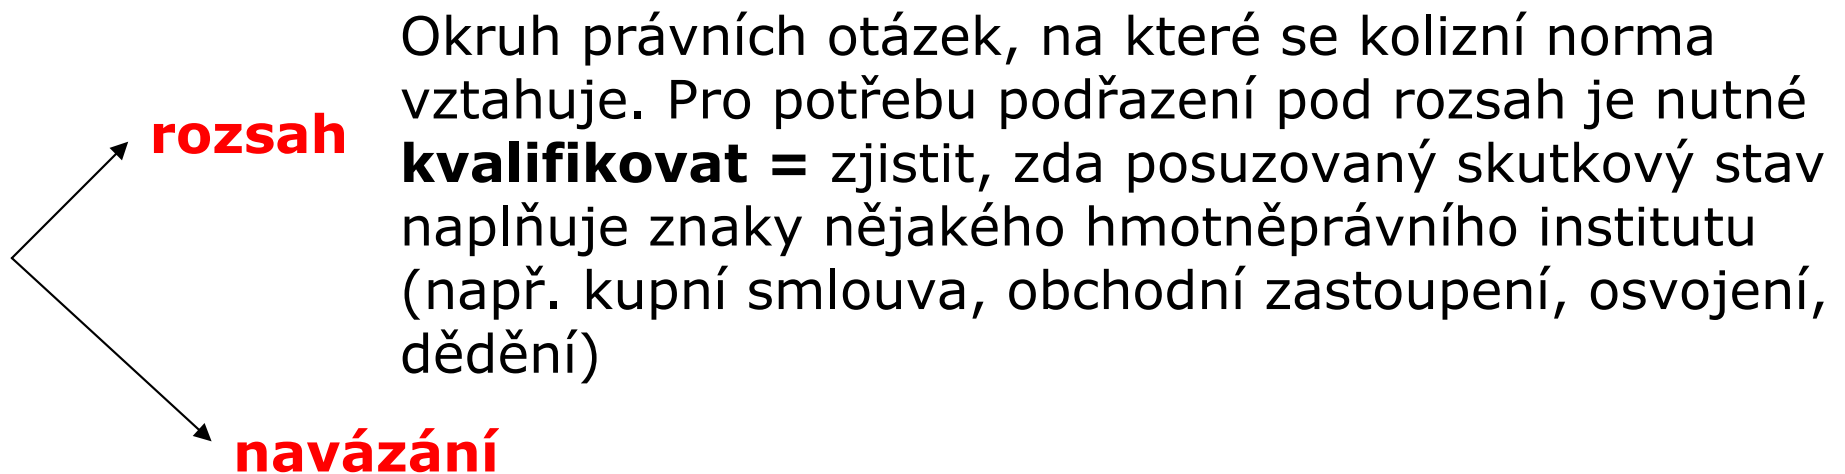 rozsah
Okruh právních otázek, na které se kolizní norma
vztahuje. Pro potřebu podřazení pod rozsah je nutné
kvalifikovat = zjistit, zda posuzovaný skutkový stav
naplňuje znaky nějakého hmotněprávního institutu
(např. kupní smlouva, obchodní zastoupení, osvojení,
dědění)
navázání